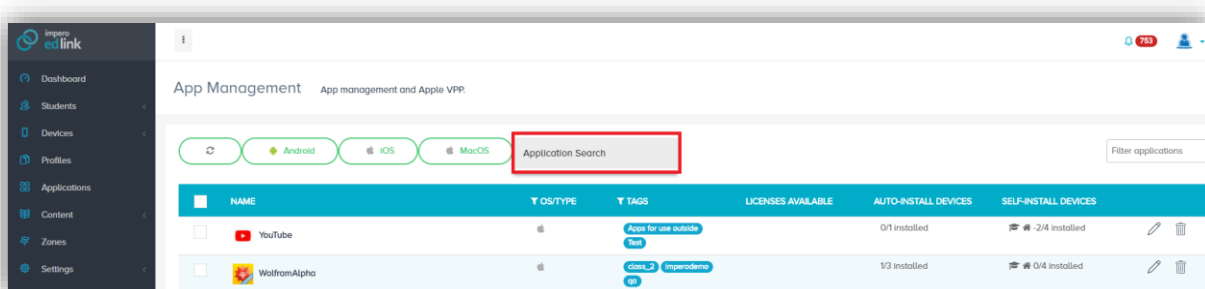 impero
edlink
753
Dashboard
App Management App management and Apple VPP.
Students
Devices
Android iOS MacOS Application Search Filter applications
Profiles
Applications
NAME OS/TYPE TAGS LICENSES AVAILABLE AUTO-INSTALL DEVICES SELF-INSTALL DEVICES
Content
YouTube Apps for use outside 0/1 installed -2/4 installed
Test
Zones
Settings
WolframAlpha class_2 imperodemo 1/3 installed 0/4 installed
qa